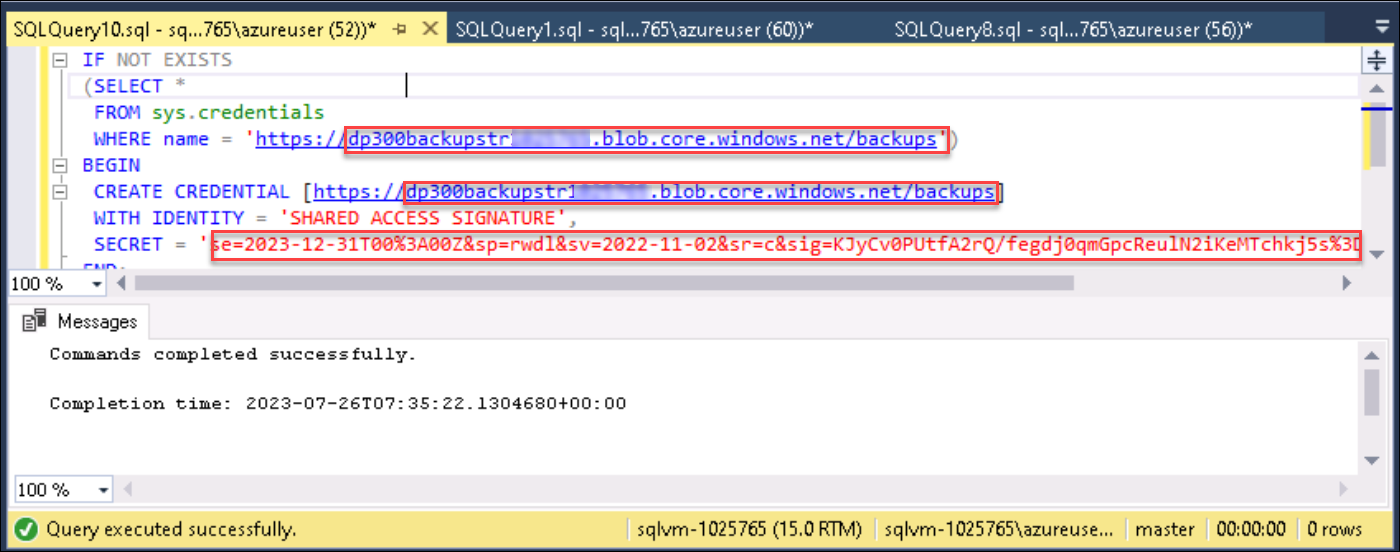 SQLQuery10.sql - sq...765\azureuser (52))* SQLQuery1.sql - sql...765\azureuser (60))* SQLQuery8.sql - sql...765\azureuser (56))*
IF NOT EXISTS
(SELECT *
FROM sys.credentials
WHERE name = 'https://dp300backupstr .blob.core.windows.net/backups')
BEGIN
CREATE CREDENTIAL [https://dp300backupstr1 .blob.core.windows.net/backups]
WITH IDENTITY = 'SHARED ACCESS SIGNATURE',
SECRET = 'se=2023-12-31T00%3A00Z&sp=rwdl&sv=2022-11-02&sr=c&sig=KJyCv0PUtfA2rQ/fegdj0qmGpcReulN2iKeMTchkj5s%3D
END;
100 %
Messages
Commands completed successfully.
Completion time: 2023-07-26T07:35:22.1304680+00:00
100 %
Query executed successfully. sqlvm-1025765 (15.0 RTM) sqlvm-1025765\azureuse... master 00:00:00 0 rows